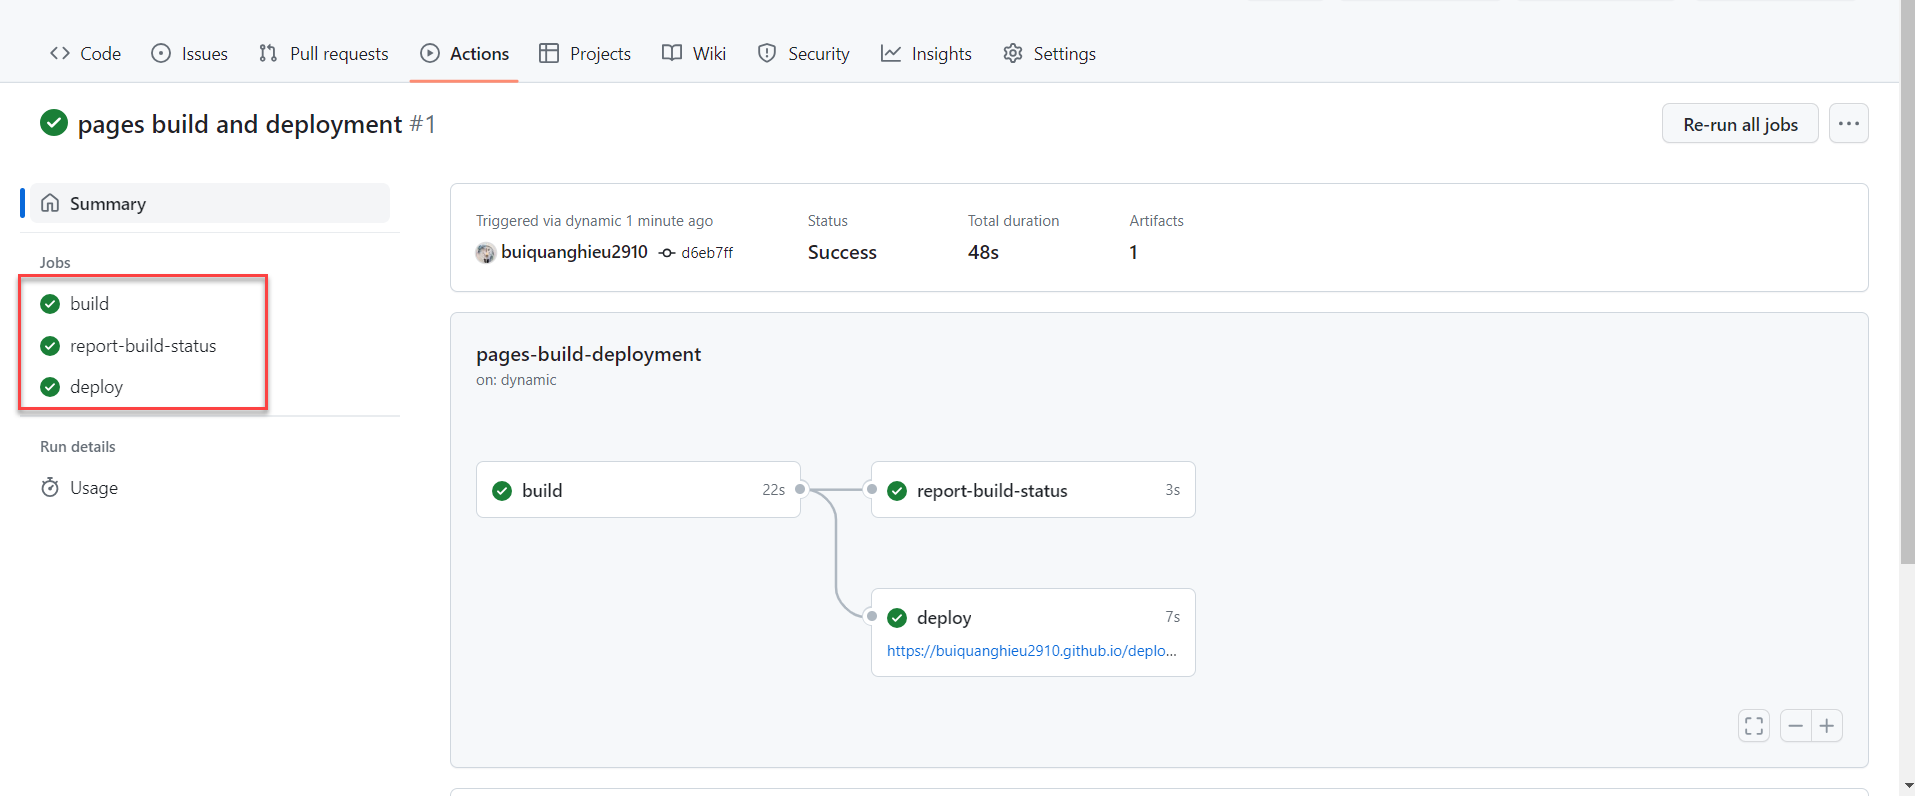 Code Issues Pull requests Actions Projects Wiki Security Insights Settings
pages build and deployment #1
Re-run all jobs
Summary
Jobs
build
report-build-status
deploy
Run details
Usage
Triggered via dynamic 1 minute ago
buiquanghieu2910 d6eb7ff
Status
Success
Total duration
48s
Artifacts
1
pages-build-deployment
on: dynamic
build 22s
report-build-status 3s
deploy 7s
https://buiquanghieu2910.github.io/deplo...